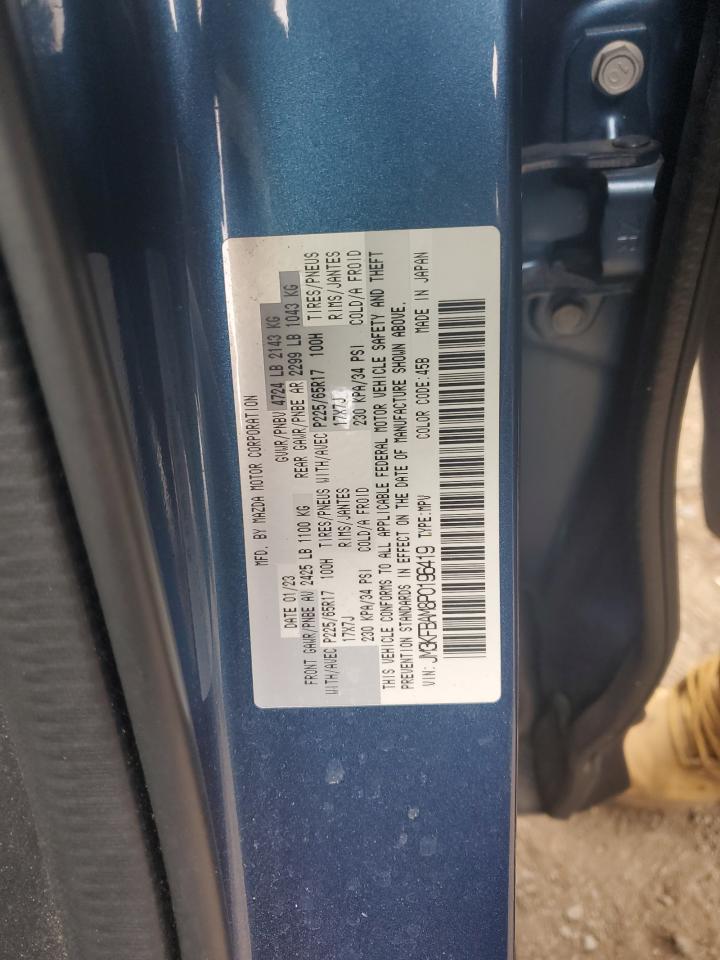 MFD. BY MAZDA MOTOR CORPORATION
DATE 01/23 GVWR/PNBV 4724 LB 2143 KG
FRONT GAWR/PNBE AV 2425 LB 1100 KG REAR GAWR/PNBE AR 2299 LB 1043 KG
WITH/AVEC P225/65R17 100H TIRES/PNEUS WITH/AVEC P225/65R17 100H TIRES/PNEUS
17X7J RIMS/JANTES 17X7J RIMS/JANTES
230 KPA/34 PSI COLD/A FROID 230 KPA/34 PSI COLD/A FROID
THIS VEHICLE CONFORMS TO ALL APPLICABLE FEDERAL MOTOR VEHICLE SAFETY AND THEFT
PREVENTION STANDARDS IN EFFECT ON THE DATE OF MANUFACTURE SHOWN ABOVE.
VIN: JM3KFBAM8P0196419 TYPE:MPV COLOR CODE:45B MADE IN JAPAN